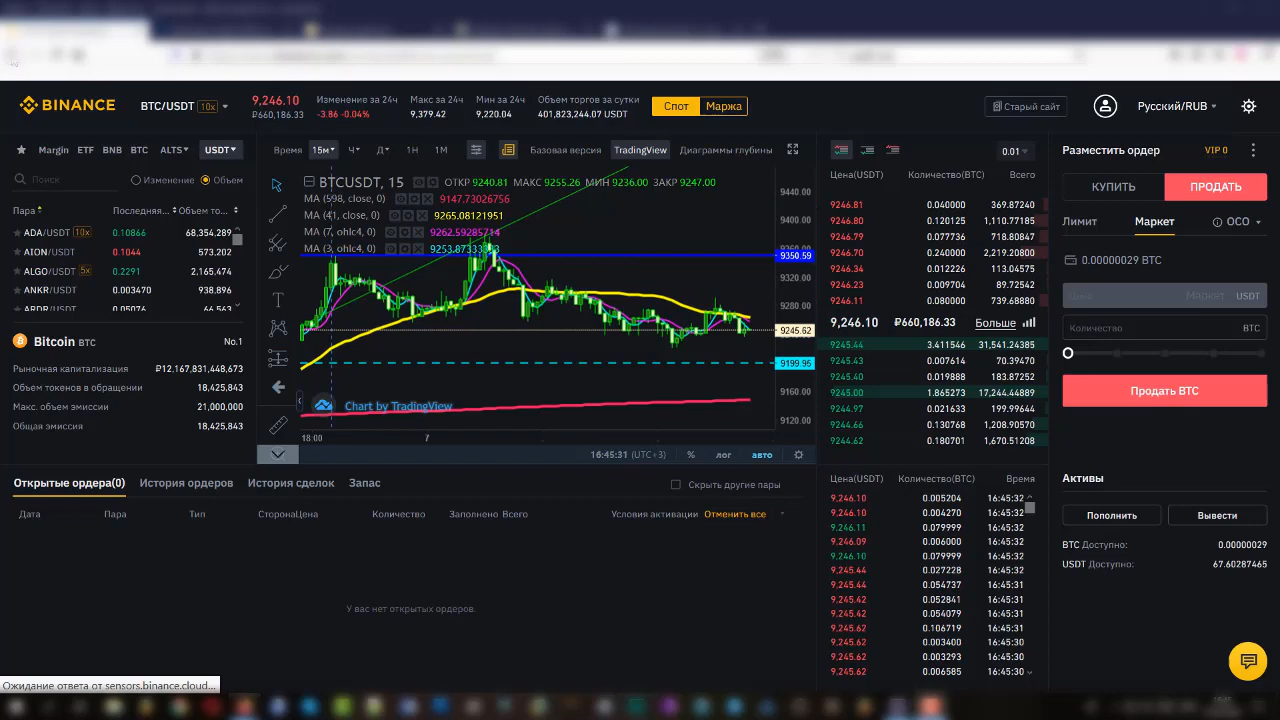 BINANCE
BTC/USDT 10x
9,246.10
₽660,186.33
Изменение за 24ч
-3.86 -0.04%
Макс за 24ч
9,379.42
Мин за 24ч
9,220.04
Объем торгов за сутки
401,823,244.07 USDT
Спот Маржа
Старый сайт
Русский/RUB
Margin ETF BNB BTC ALTS USDT
Поиск
Изменение Объем
Пара Последняя... Объем то...
ADA/USDT 10x 0.10866 68,354,289
AION/USDT 0.1044 573,202
ALGO/USDT 5x 0.2291 2,165,474
ANKR/USDT 0.003470 938,896
Bitcoin BTC No.1
Рыночная капитализация ₽12,167,831,448,673
Объем токенов в обращении 18,425,843
Макс. объем эмиссии 21,000,000
Общая эмиссия 18,425,843
Время 15м Ч Д 1Н 1М
Базовая версия TradingView Диаграммы глубины
BTCUSDT, 15 ОТКР 9240.81 МАКС 9255.26 МИН 9236.00 ЗАКР 9247.00
MA (598, close, 0) 9147.73026756
MA (41, close, 0) 9265.08121951
MA (7, ohlc4, 0) 9262.59285714
MA (3, ohlc4, 0)
9440.00
9400.00
9350.59
9320.00
9280.00
9245.62
9199.95
9160.00
9120.00
Chart by TradingView
18:00 7
16:45:31 (UTC+3) % лог авто
0.01
Цена(USDT) Количество(BTC) Всего
9246.81 0.040000 369.87240
9246.80 0.120126 1,110.77185
9246.79 0.077736 718.80847
9246.70 0.240000 2,219.20800
9246.34 0.012226 113.04575
9246.23 0.009704 89.72542
9246.11 0.080000 739.68880
9,246.10 ₽660,186.33 Больше
9245.44 3.411546 31,541.24385
9245.43 0.007614 70.39470
9245.40 0.019888 183.87252
9245.00 1.865273 17,244.44889
9244.97 0.021633 199.99644
9244.66 0.130768 1,208.90570
9244.62 0.180701 1,670.51208
Цена(USDT) Количество(BTC) Время
9,246.10 0.005204 16:45:32
9,246.10 0.004270 16:45:32
9,246.11 0.079999 16:45:32
9,246.09 0.006000 16:45:32
9,246.10 0.079999 16:45:32
9,245.44 0.027228 16:45:31
9,245.44 0.054737 16:45:31
9,245.42 0.052841 16:45:31
9,245.42 0.054079 16:45:31
9,245.62 0.106719 16:45:31
9,245.62 0.003400 16:45:30
9,245.62 0.003293 16:45:30
9,245.62 0.006585 16:45:30
Разместить ордер VIP 0
КУПИТЬ ПРОДАТЬ
Лимит Маркет OCO
0.00000029 BTC
Цена Маркет USDT
Количество BTC
Продать BTC
Активы
Пополнить Вывести
BTC Доступно: 0.00000029
USDT Доступно: 67.60287465
Открытые ордера(0) История ордеров История сделок Запас
Скрыть другие пары
Дата Пара Тип Сторона Цена Количество Заполнено Всего Условия активации Отменить все
У вас нет открытых ордеров.
Ожидание ответа от sensors.binance.cloud...